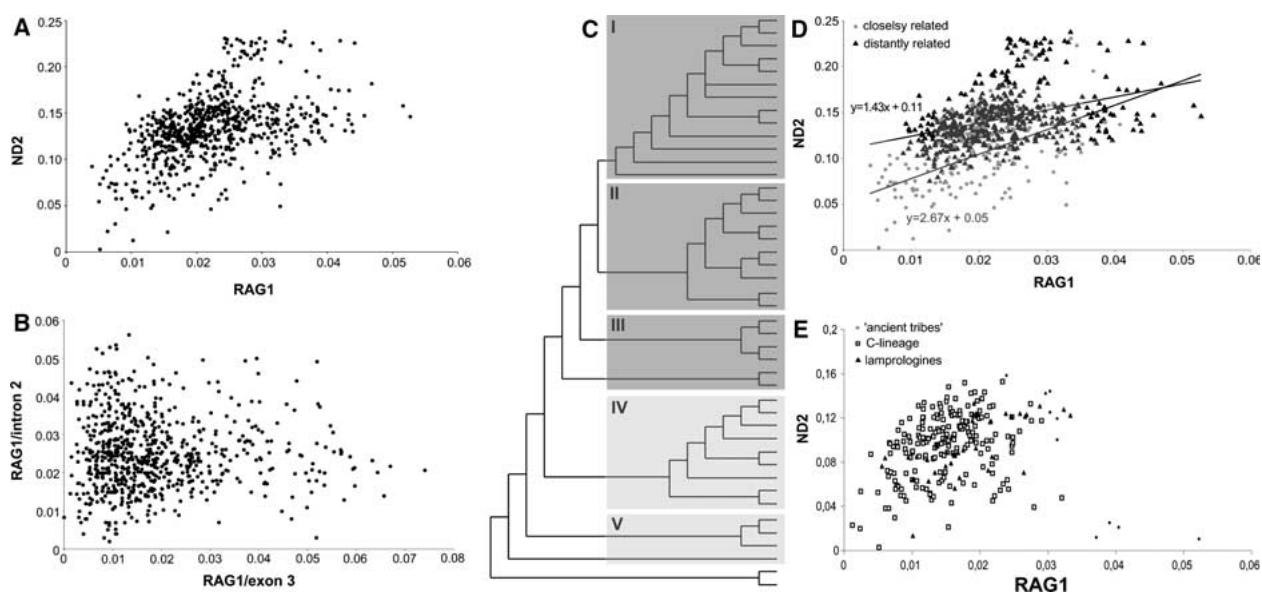 A
0.25
0.20
0.15
0.10
0.05
0
ND2
0 0.01 0.02 0.03 0.04 0.05 0.06
RAG1
B
0.06
0.05
0.04
0.03
0.02
0.01
0
RAG1/intron 2
0 0.01 0.02 0.03 0.04 0.05 0.06 0.07 0.08
RAG1/exon 3
C
I
II
III
IV
V
D
closelsy related
distantly related
0.25
0.20
0.15
0.10
0.05
0
ND2
y=1.43x + 0.11
y=2.67x + 0.05
0 0.01 0.02 0.03 0.04 0.05 0.06
RAG1
E
'ancient tribes'
C-lineage
lamprologines
0,2
0,16
0,12
0,08
0,04
0
ND2
0 0,01 0,02 0,03 0,04 0,05 0,06
RAG1